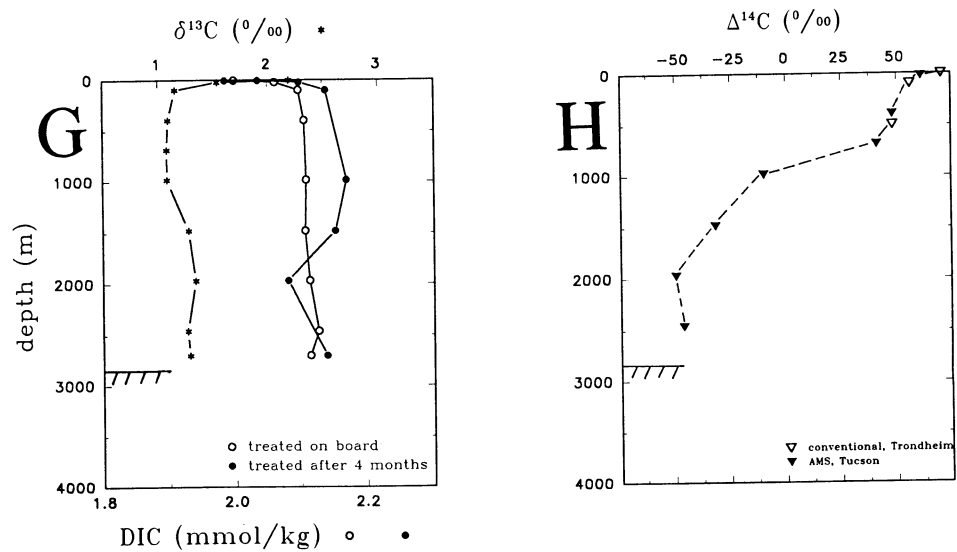 δ¹³C (⁰/₀₀) *
1 2 3
0
G
1000
2000
3000
4000
depth (m)
○ treated on board
● treated after 4 months
1.8 2.0 2.2
DIC (mmol/kg) ○ ●
Δ¹⁴C (⁰/₀₀)
−50 0 50
0
H
1000
2000
3000
4000
▽ conventional, Trondheim
▼ AMS, Tucson